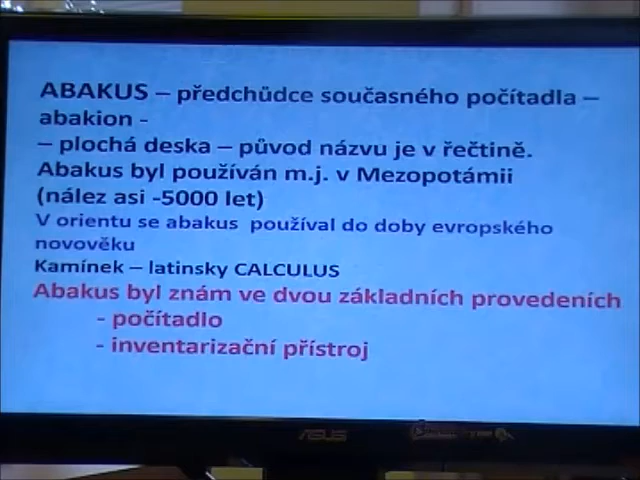 ABAKUS – předchůdce současného počítadla –
abakion -
– plochá deska – původ názvu je v řečtině.
Abakus byl používán m.j. v Mezopotámii
(nález asi -5000 let)
V orientu se abakus používal do doby evropského
novověku
Kamínek – latinsky CALCULUS
Abakus byl znám ve dvou základních provedeních
- počítadlo
- inventarizační přístroj
ASUS